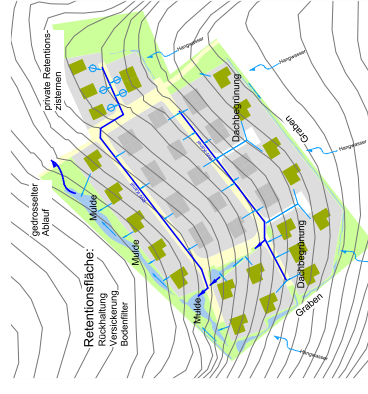 private Retentions-
zisternen
Hangwasser
Hangwasser
Dachbegrünung
Graben
Hangwasser
gedrosselter
Ablauf
Mulde
Mulde
Mulde
Retentionsfläche:
Rückhaltung
Versickerung
Bodenfilter
Dachbegrünung
Graben
Hangwasser